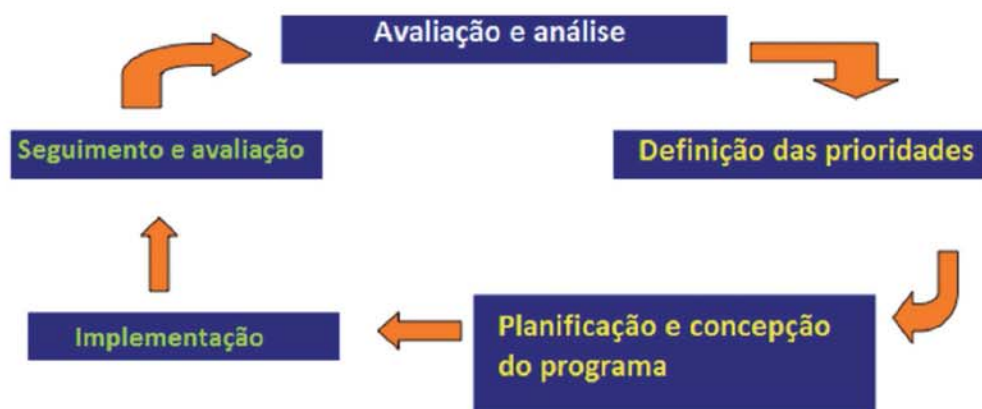 Avaliação e análise
Definição das prioridades
Planificação e concepção
do programa
Implementação
Seguimento e avaliação